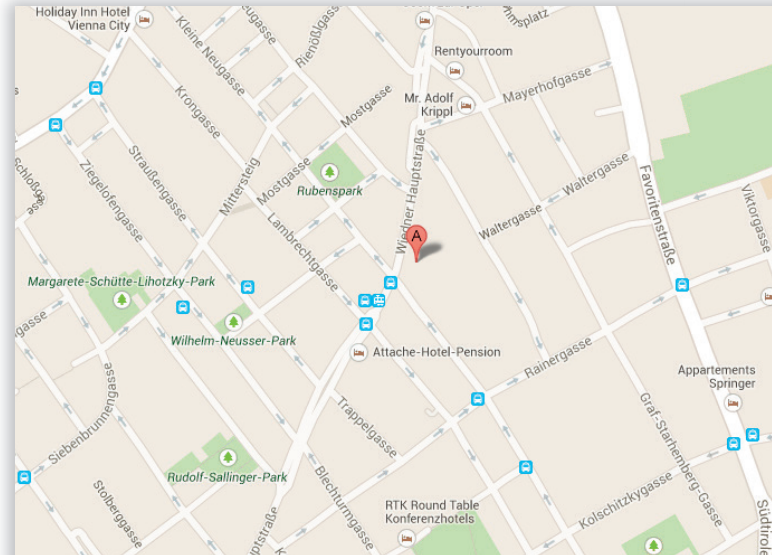 Holiday Inn Hotel
Vienna City
Kleine Neugasse
Krongasse
Rentyourroom
Mr. Adolf
Krippl
Mayerhofgasse
Mostgasse
Mittersteig
Mostgasse
Rubenspark
Straußengasse
Ziegelofengasse
Wiedner Hauptstraße
Waltergasse
Waltergasse
Favoritenstraße
Viktorgasse
Lambrechtgasse
A
Margarete-Schütte-Lihotzky-Park
Wilhelm-Neusser-Park
Attache-Hotel-Pension
Rainergasse
Appartements
Springer
Siebenbrunnengasse
Trappelgasse
Graf-Starhemberg-Gasse
Rudolf-Sallinger-Park
Blechturmgasse
Stolberggasse
RTK Round Table
Konferenzhotels
Kolschitzkygasse